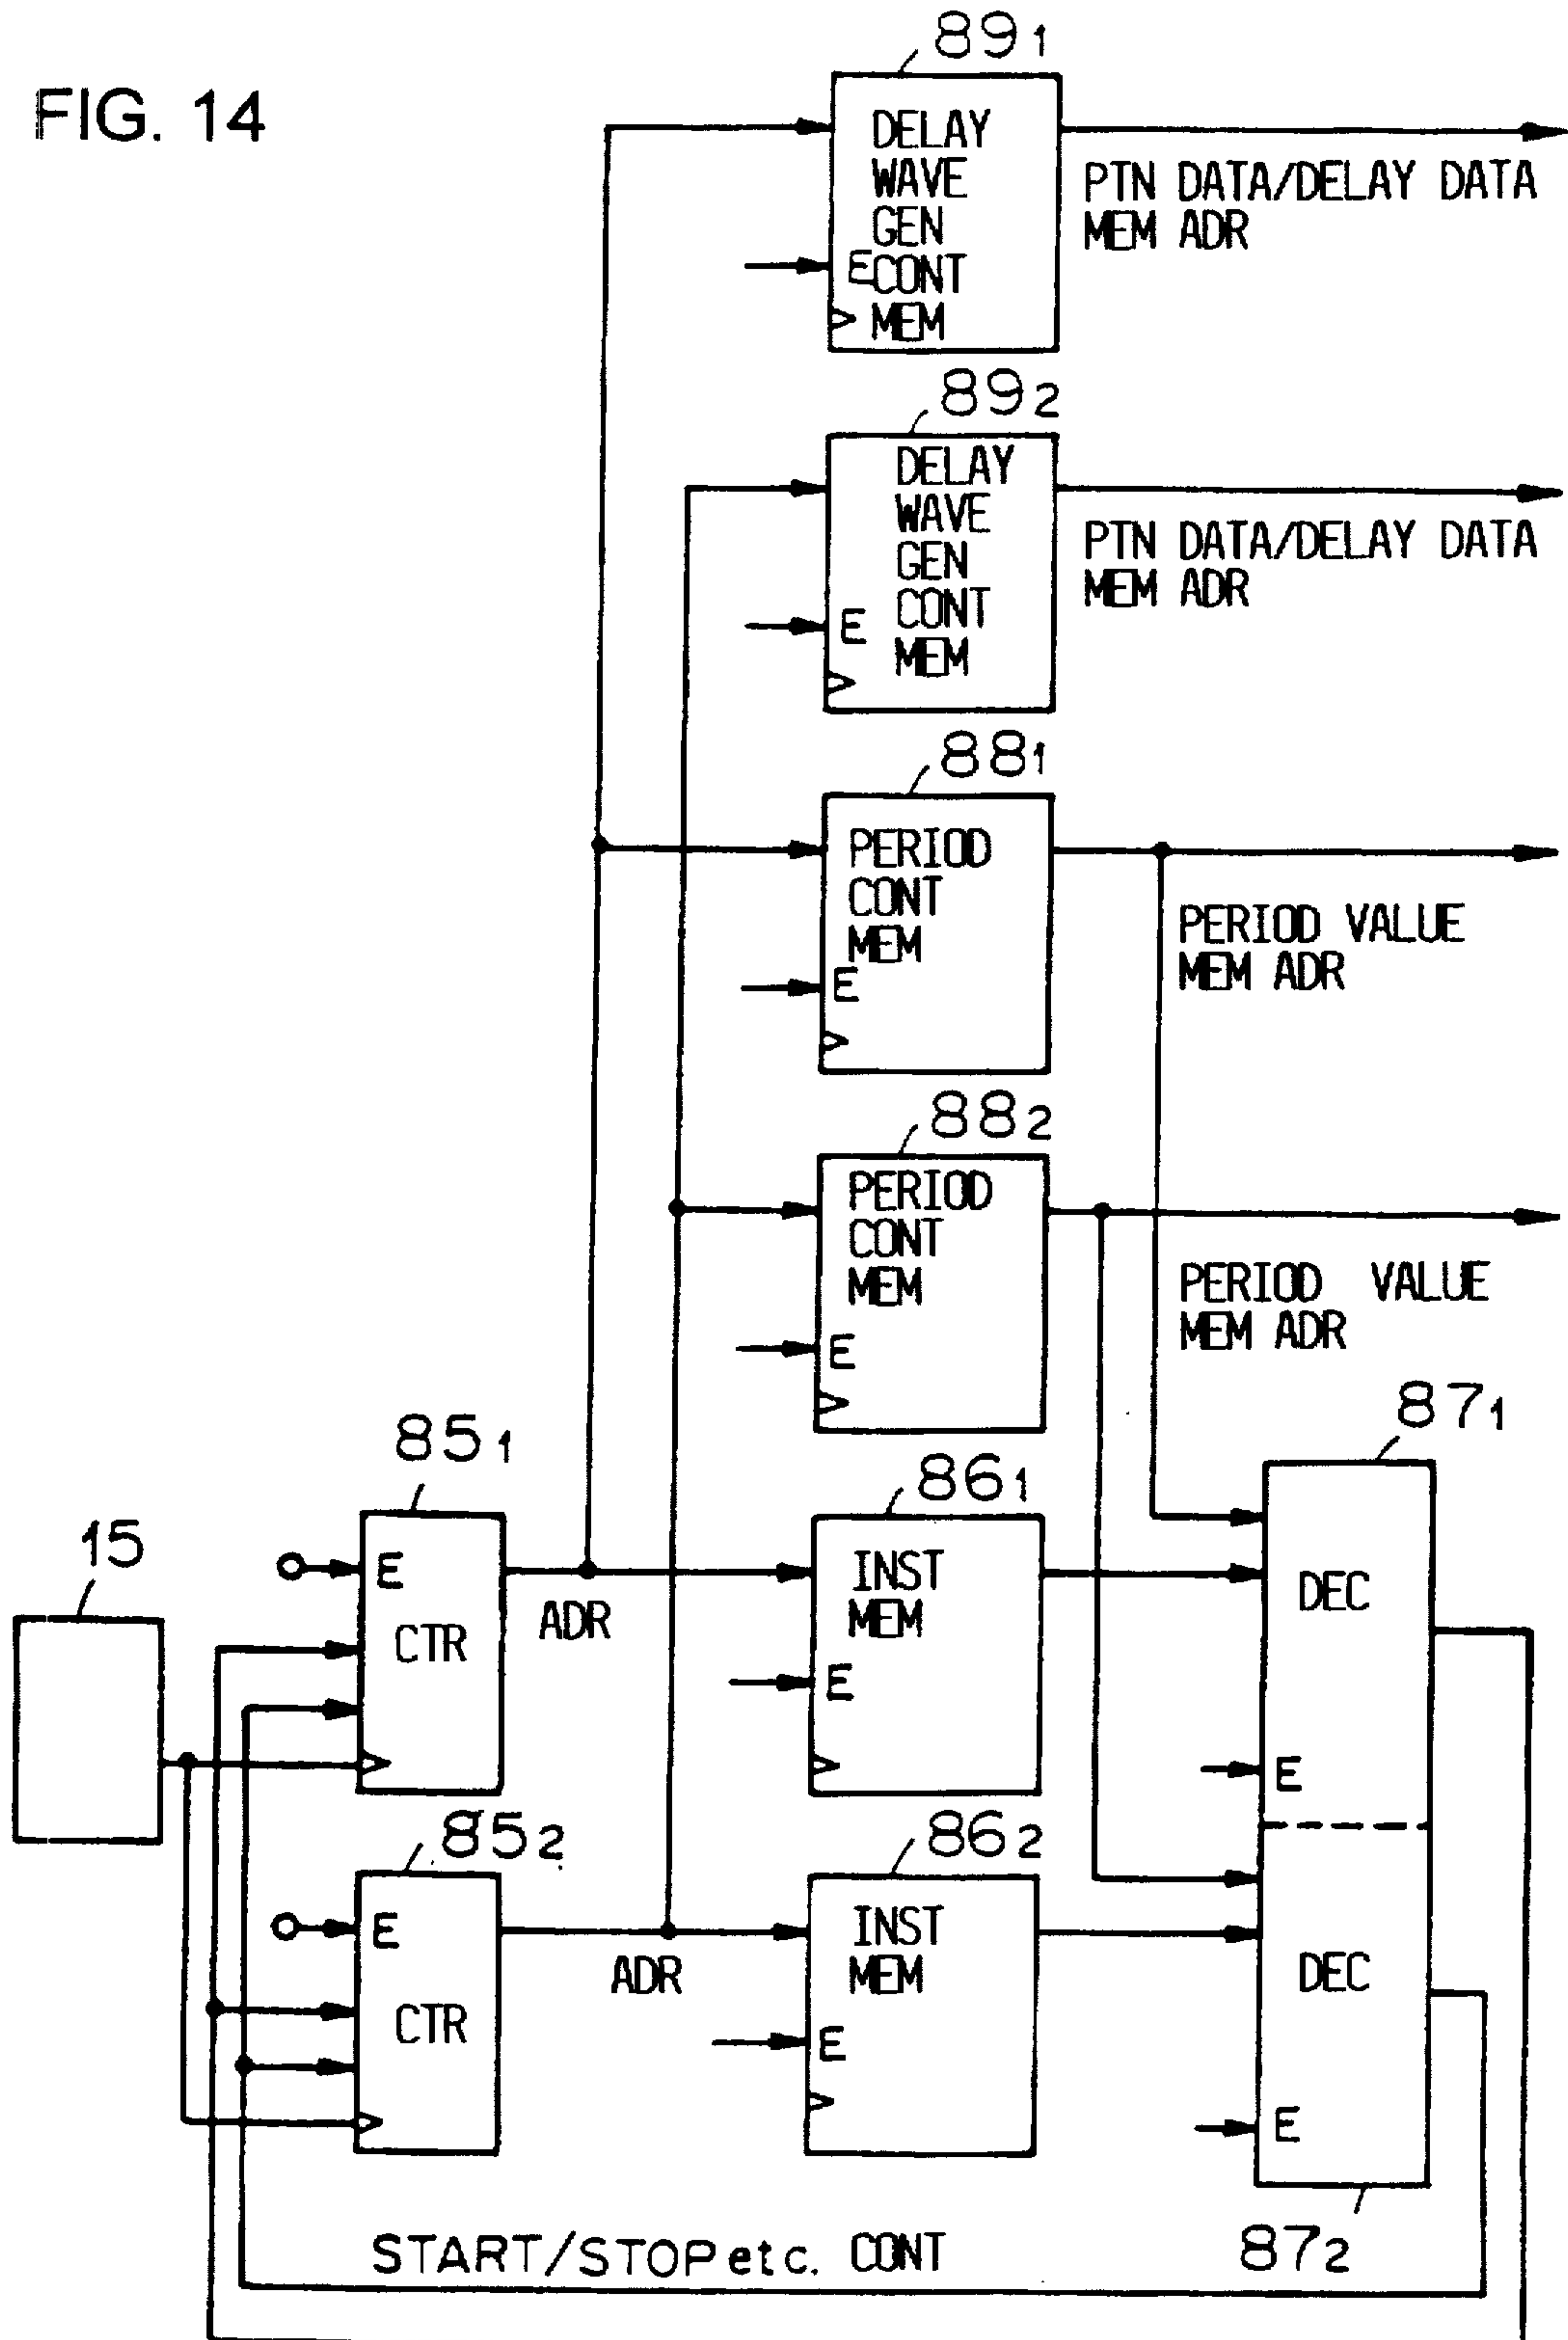 FIG. 14
89₁
DELAY
WAVE
GEN
E CONT
MEM
PTN DATA/DELAY DATA
MEM ADR
89₂
DELAY
WAVE
GEN
CONT
E
MEM
PTN DATA/DELAY DATA
MEM ADR
88₁
PERIOD
CONT
MEM
E
PERIOD VALUE
MEM ADR
88₂
PERIOD
CONT
MEM
E
PERIOD VALUE
MEM ADR
15
85₁
E
CTR
ADR
86₁
INST
MEM
E
87₁
DEC
E
85₂
E
CTR
ADR
86₂
INST
MEM
E
DEC
E
87₂
START/STOP etc. CONT